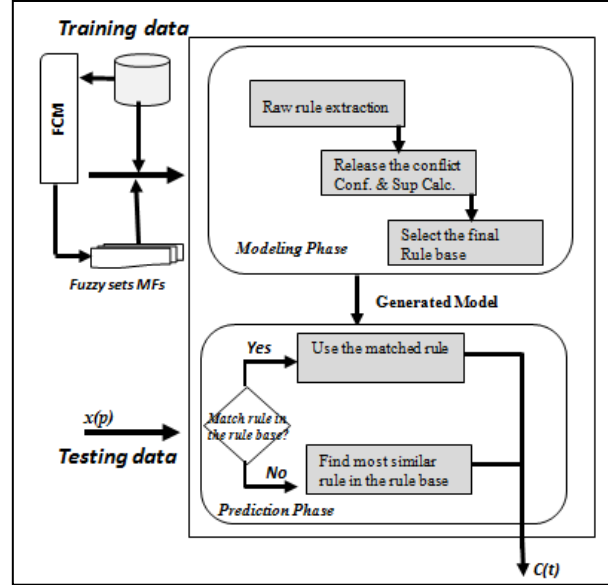 Training data
FCM
Fuzzy sets MFs
Raw rule extraction
Release the conflict
Conf. & Sup Calc.
Select the final
Rule base
Modeling Phase
Generated Model
Yes
Use the matched rule
x(p)
Match rule in
the rule base?
Testing data
No
Find most similar
rule in the rule base
Prediction Phase
C(t)